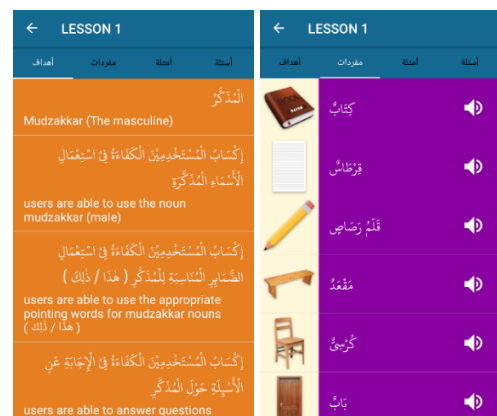 LESSON 1
أهداف
مفردات
أمثلة
أسئلة
الْمُذَكَّرُ
Mudzakkar (The masculine)
إِكْسَابُ الْمُسْتَخْدِمِيْنَ الْكَفَاءَةُ فِيْ اسْتِعْمَالِ
الْأَسْمَاءِ الْمُذَكَّرَةِ
users are able to use the noun
mudzakkar (male)
إِكْسَابُ الْمُسْتَخْدِمِيْنَ الْكَفَاءَةُ فِيْ اسْتِعْمَالِ
الضَّمَايِرِ الْمُنَاسِبَةِ لِلْمُذَكَّرِ ( هٰذَا / ذٰلِكَ )
users are able to use the appropriate
pointing words for mudzakkar nouns
( هٰذَا / ذٰلِكَ )
إِكْسَابُ الْمُسْتَخْدِمِيْنَ الْكَفَاءَةُ فِيْ الْإِجَابَةِ عَنِ
الْأَسْيِلَةِ حَوْلَ الْمُذَكَّرِ
users are able to answer questions
LESSON 1
أهداف
مفردات
أمثلة
أسئلة
كِتَابٌ
قِرْطَاسٌ
قَلَمُ رَصَاصٍ
مَقْعَدٌ
كُرْسِيٌّ
بَابٌ